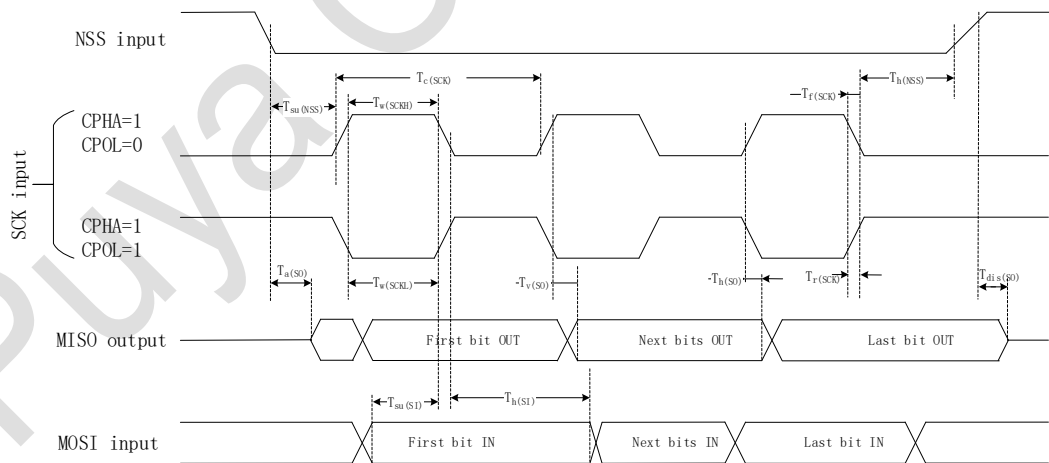 NSS input
Tc(SCK)
Th(NSS)
Tsu(NSS)
Tw(SCKH)
Tf(SCK)
CPHA=1
CPOL=0
SCK input
CPHA=1
CPOL=1
Ta(SO)
Tw(SCKL)
Tv(SO)
Th(SO)
Tr(SCK)
Tdis(SO)
MISO output
First bit OUT
Next bits OUT
Last bit OUT
Tsu(SI)
Th(SI)
MOSI input
First bit IN
Next bits IN
Last bit IN
Puya C